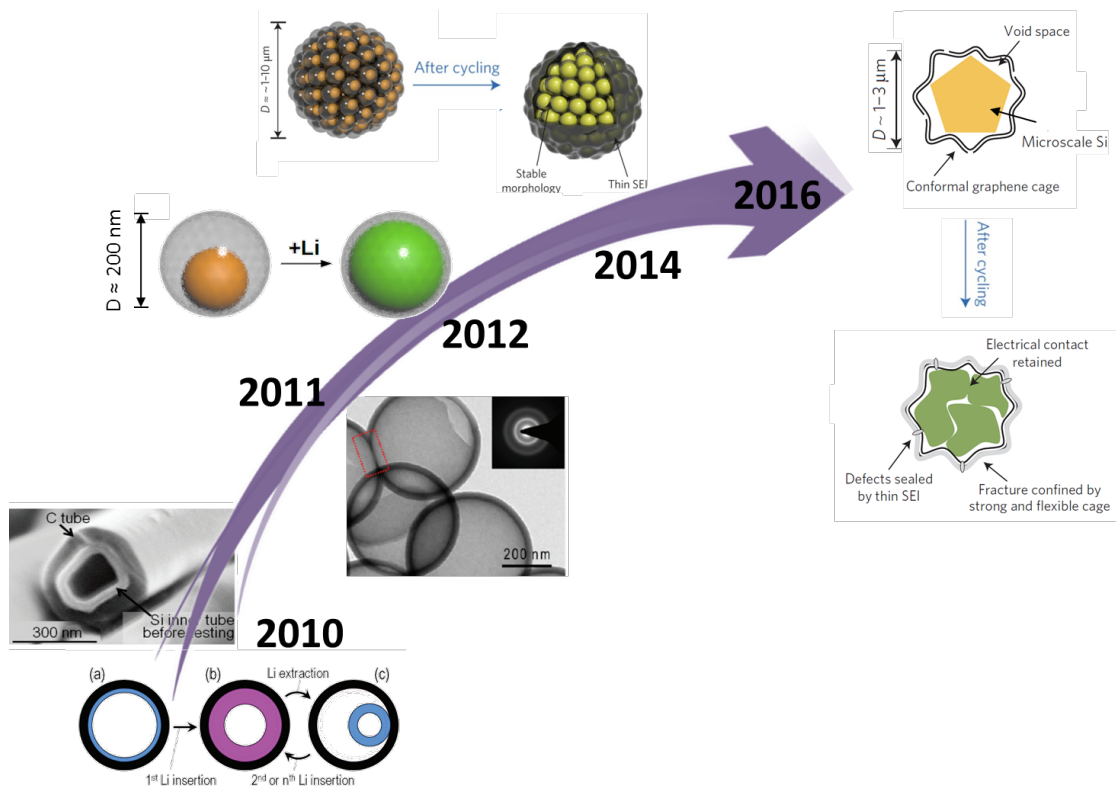 D ≈ ~1-10 μm
After cycling
Stable
morphology
Thin SEI
D ~ 1–3 μm
Void space
Microscale Si
Conformal graphene cage
After cycling
Electrical contact
retained
Defects sealed
by thin SEI
Fracture confined by
strong and flexible cage
2016
2014
2012
2011
2010
D ≈ 200 nm
+Li
200 nm
C tube
Si inner tube
before testing
300 nm
(a)
(b)
Li extraction
(c)
1st Li insertion
2nd or nth Li insertion